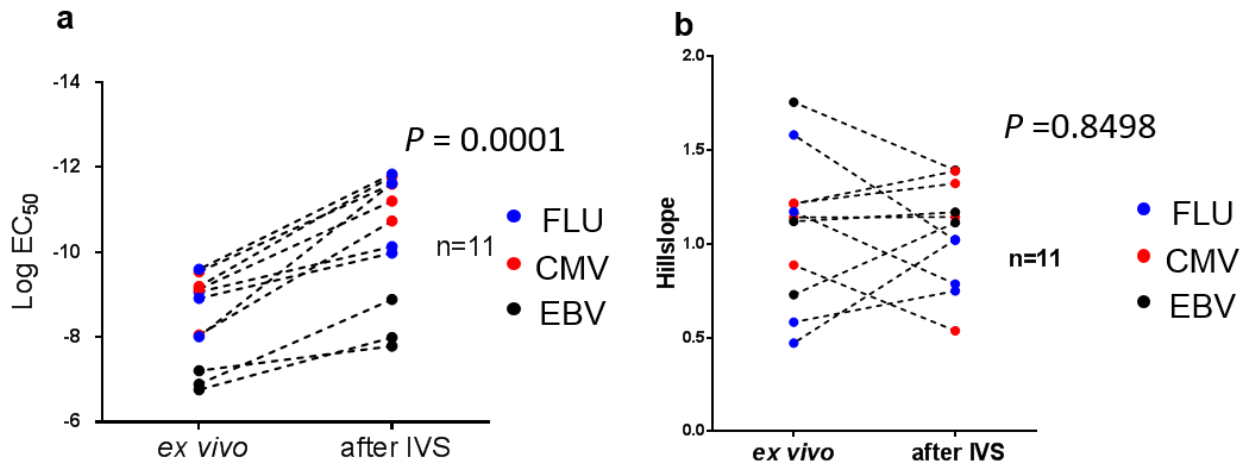 a
-14
-12
-10
-8
-6
Log EC50
P = 0.0001
n=11
FLU
CMV
EBV
ex vivo
after IVS
b
2.0
1.5
1.0
0.5
0.0
Hillslope
P =0.8498
n=11
FLU
CMV
EBV
ex vivo
after IVS